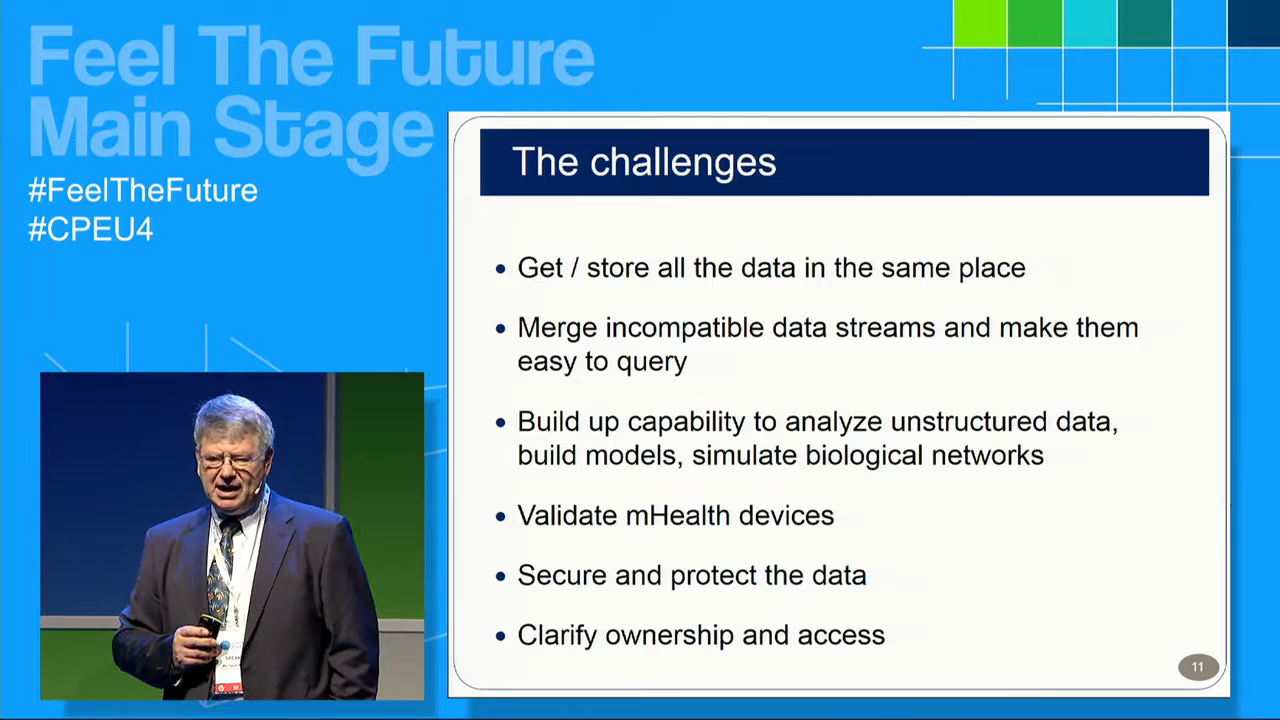 Feel The Future
Main Stage
#FeelTheFuture
#CPEU4
The challenges
• Get / store all the data in the same place
• Merge incompatible data streams and make them
easy to query
• Build up capability to analyze unstructured data,
build models, simulate biological networks
• Validate mHealth devices
• Secure and protect the data
• Clarify ownership and access
11